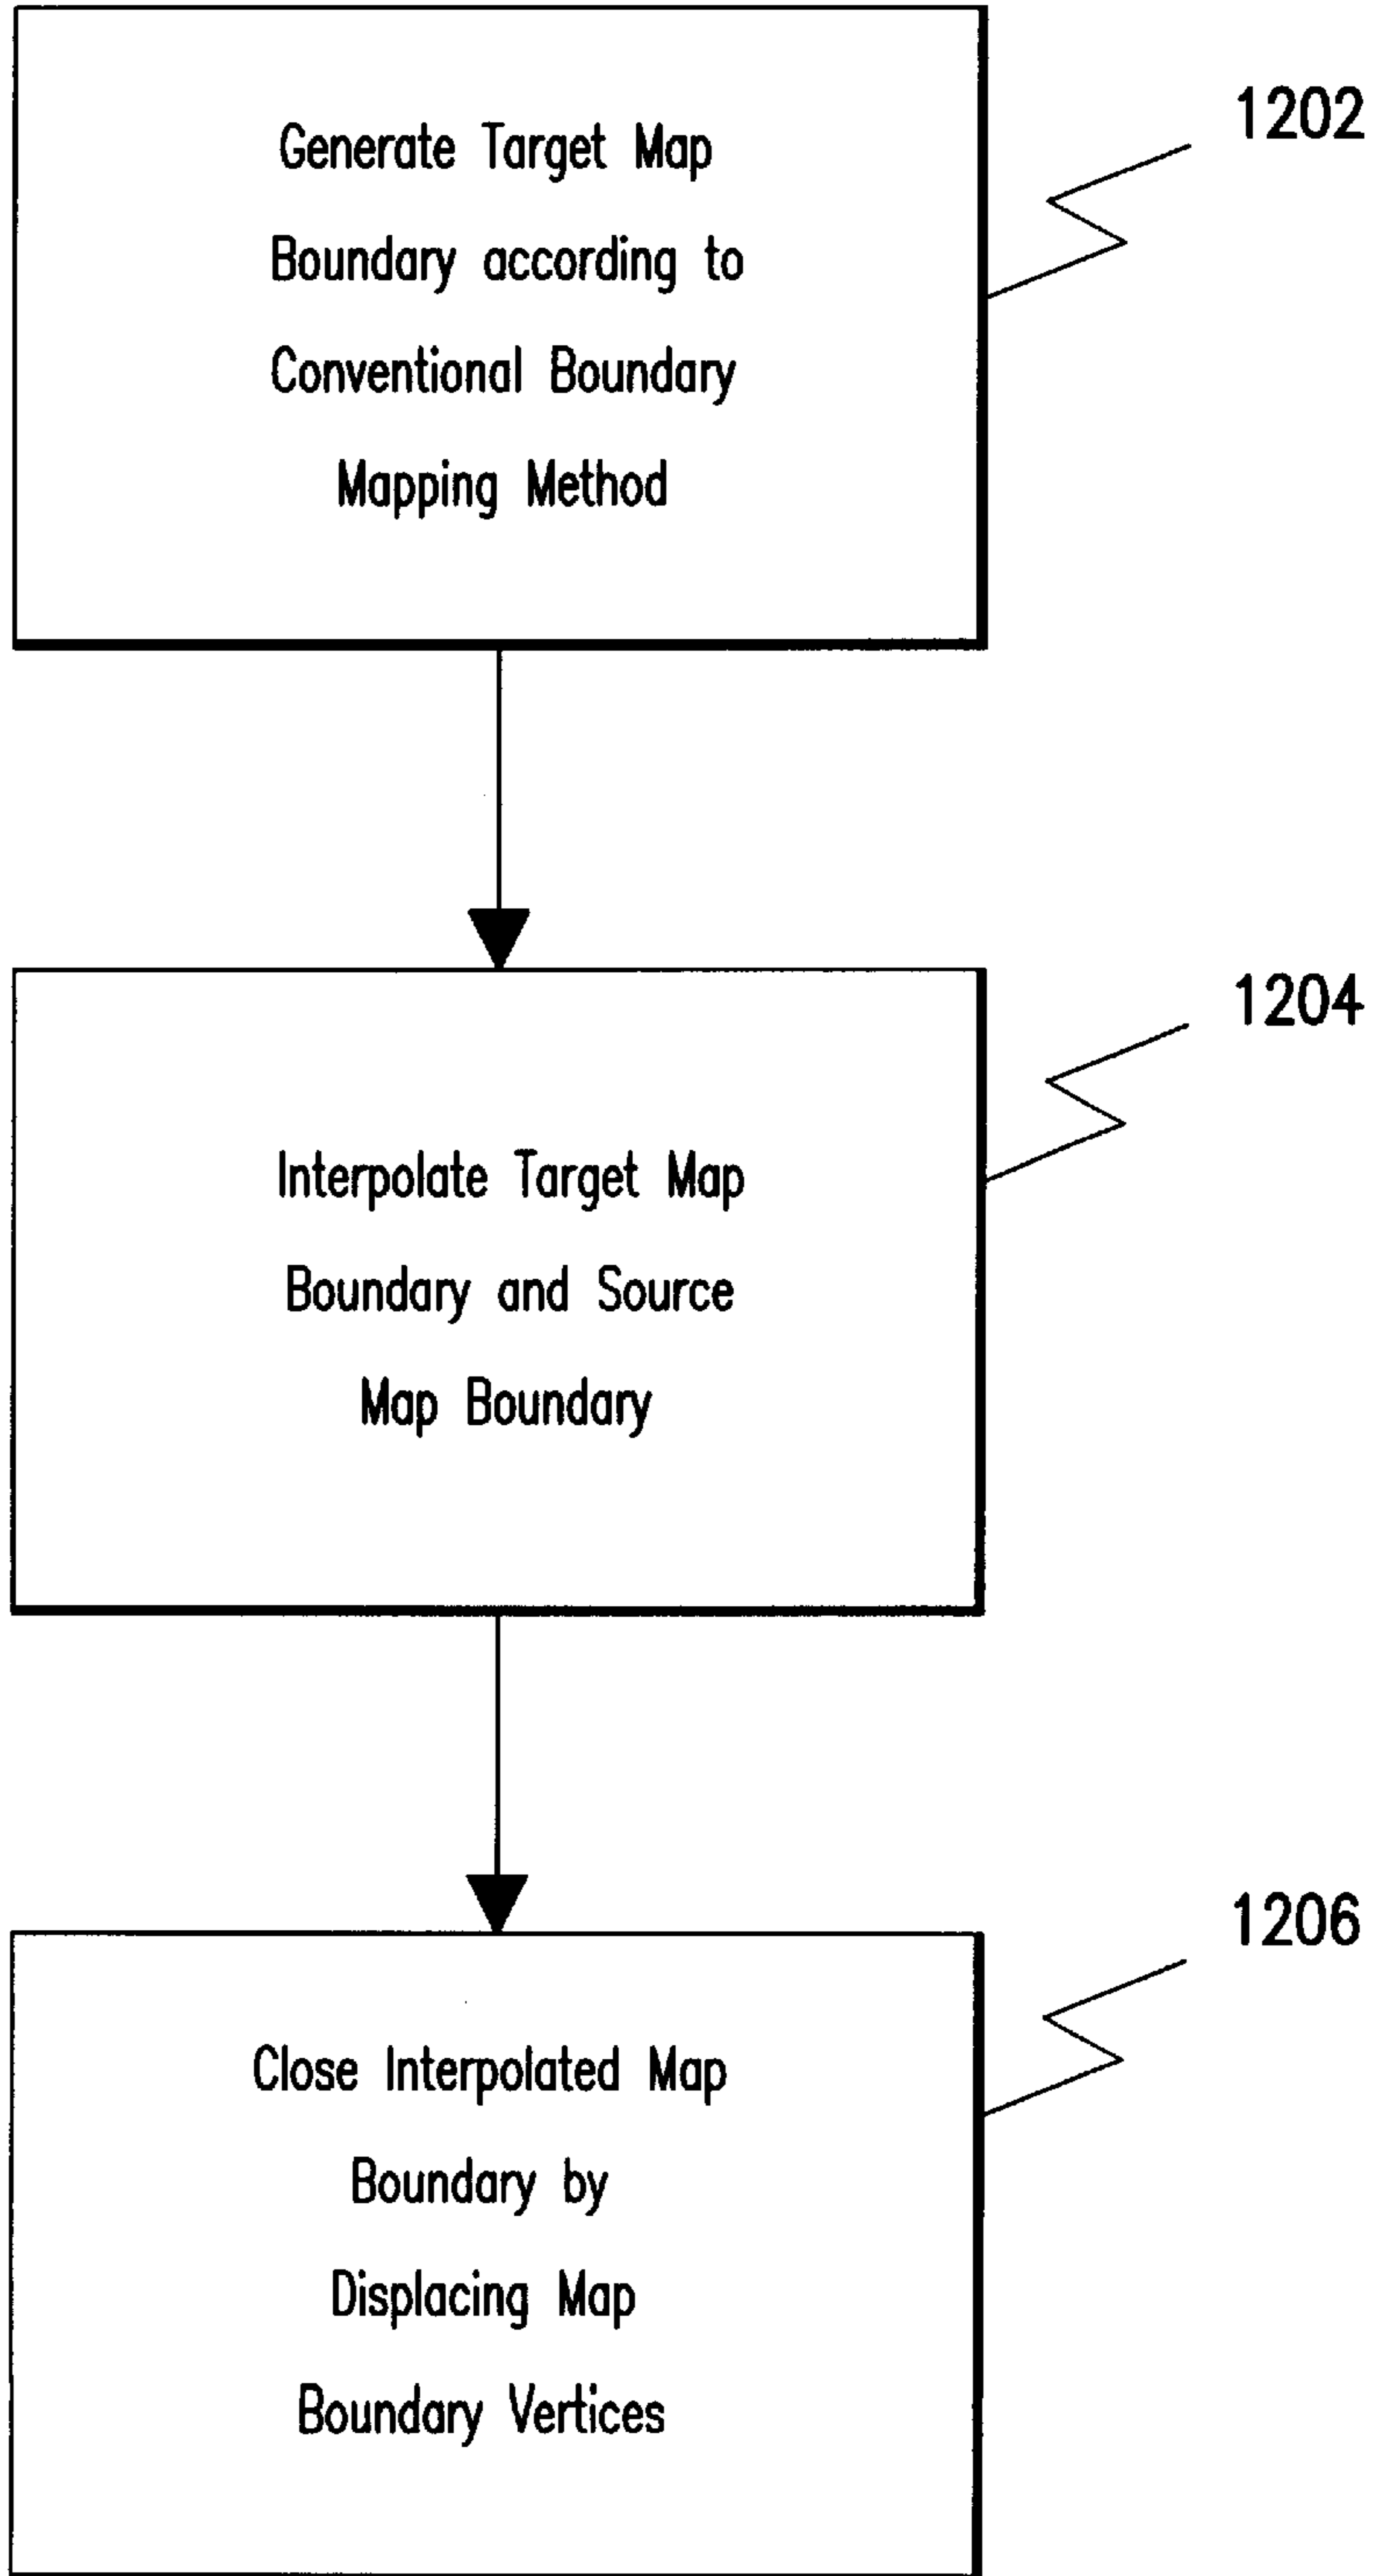 1202
Generate Target Map
Boundary according to
Conventional Boundary
Mapping Method
1204
Interpolate Target Map
Boundary and Source
Map Boundary
1206
Close Interpolated Map
Boundary by
Displacing Map
Boundary Vertices